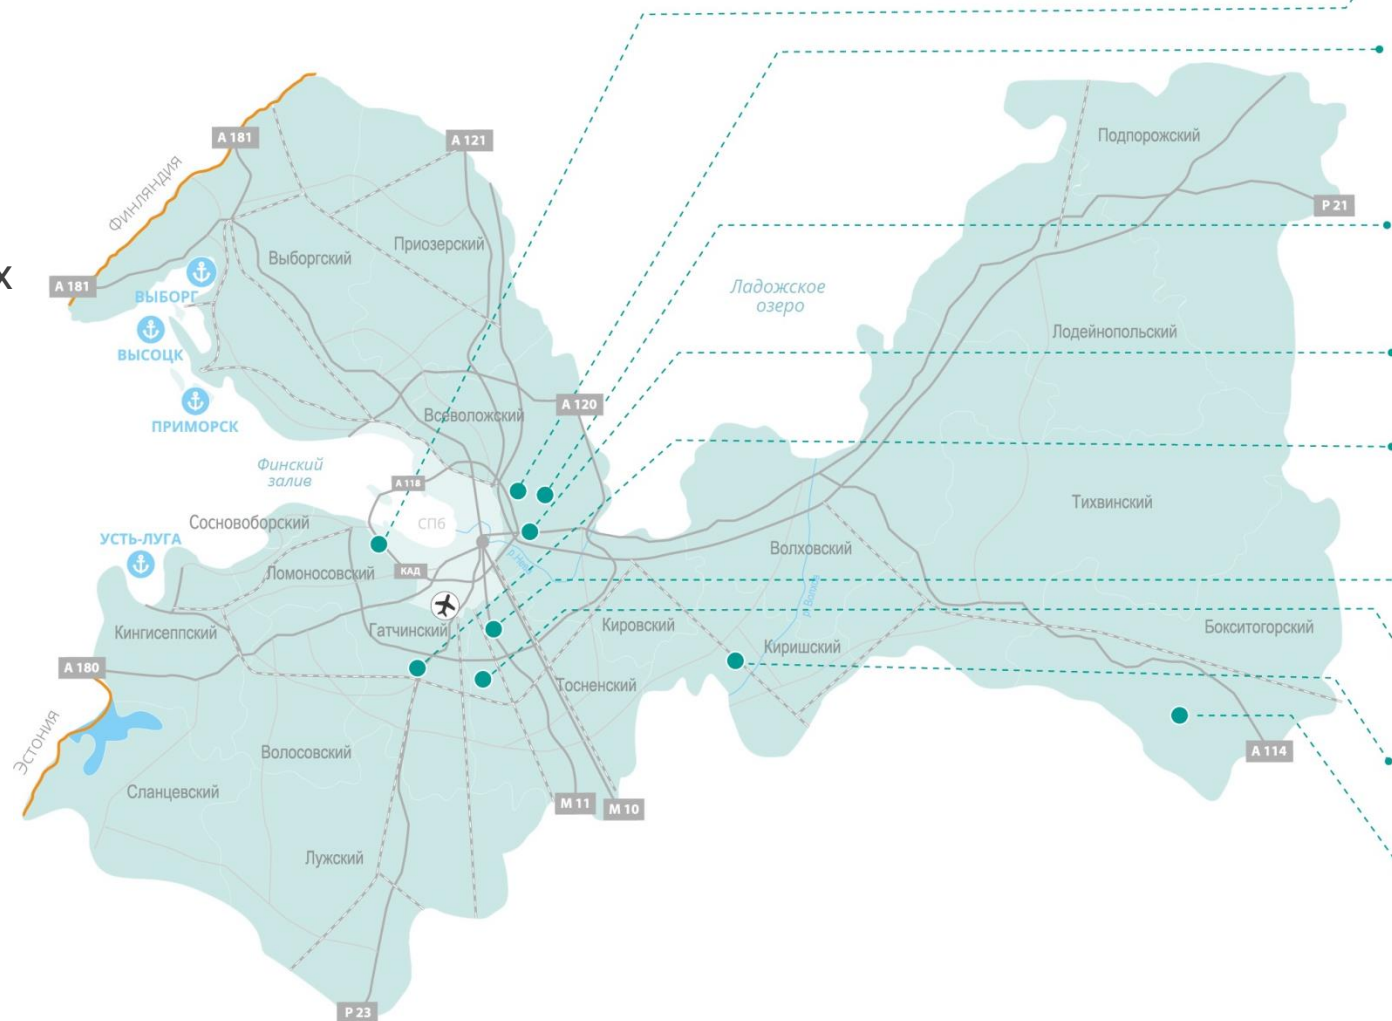 А 181
А 121
Подпорожский
ФИНЛЯНДИЯ
Р 21
Приозерский
Выборгский
х
А 181
ВЫБОРГ
Ладожское
озеро
ВЫСОЦК
Лодейнопольский
ПРИМОРСК
Всеволожский
А 120
Финский
залив
А 118
Тихвинский
Сосновоборский
СПб
УСТЬ-ЛУГА
Волховский
р.Нева
Ломоносовский
КАД
р.Волхов
Кингисеппский
Гатчинский
Кировский
Бокситогорский
Киришский
А 180
Тосненский
ЭСТОНИЯ
Волосовский
А 114
Сланцевский
М 11
М 10
Лужский
Р 23